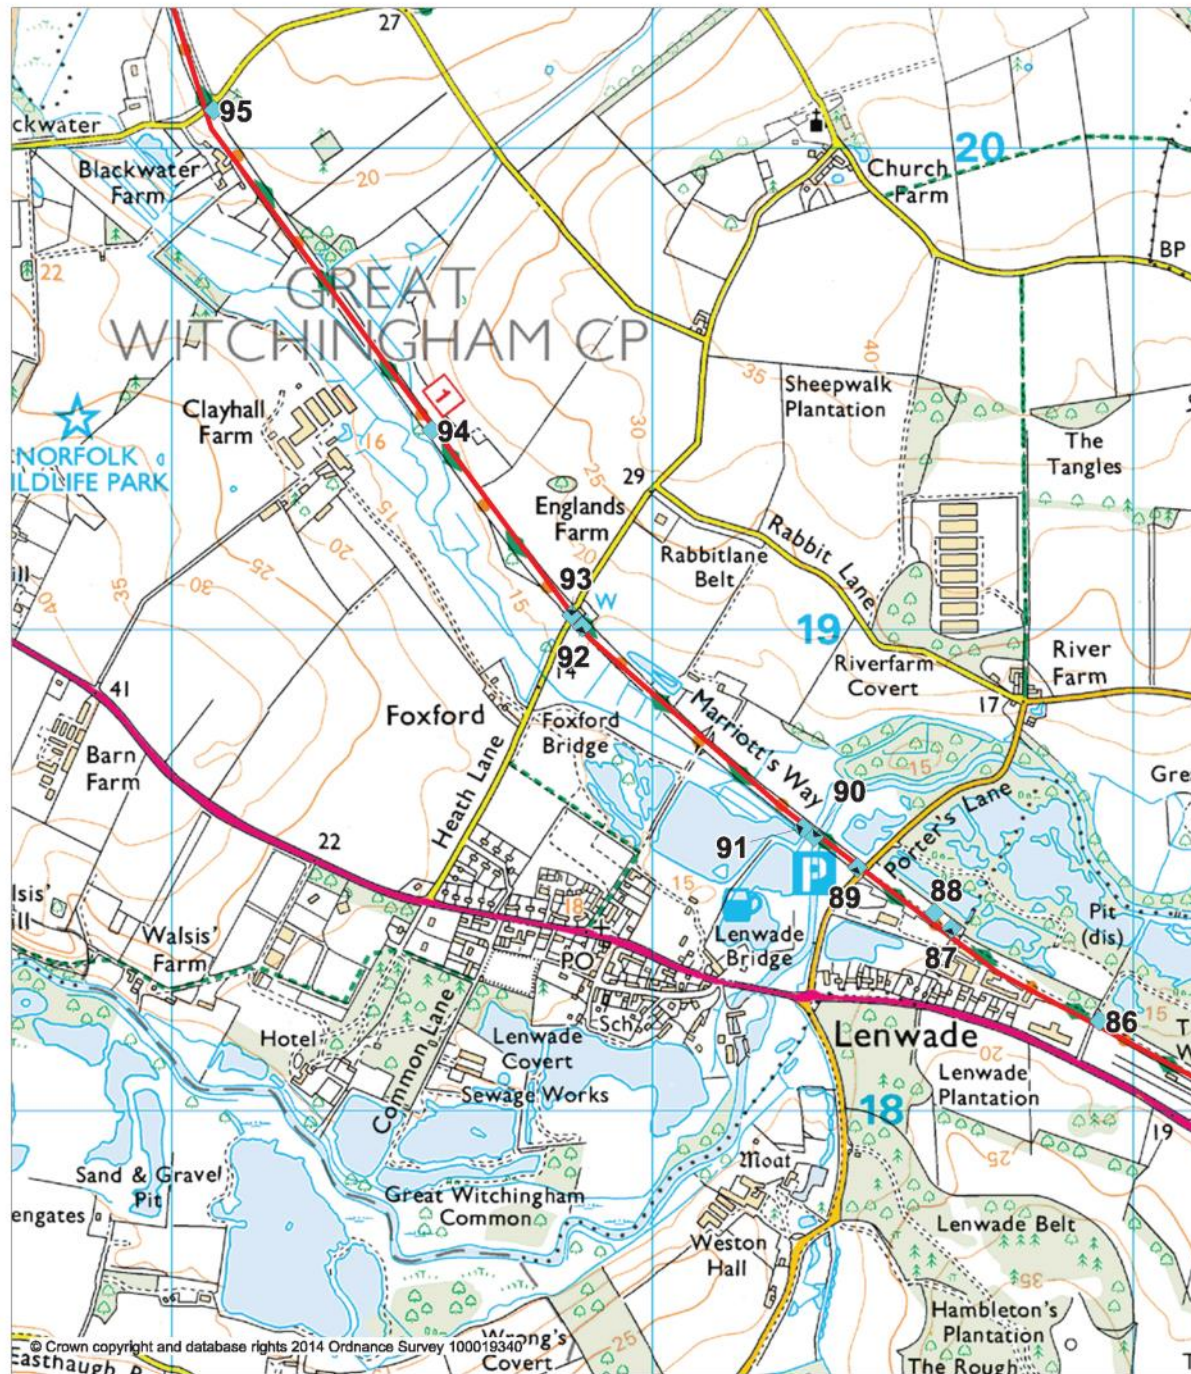 27
95
ckwater
20
Blackwater
Farm
20
Church
Farm
BP
22
GREAT
WITCHINGHAM CP
40
35
Sheepwalk
Plantation
1
Clayhall
Farm
30
94
16
The
Tangles
NORFOLK
ILDLIFE PARK
25
29
15
Englands
Farm
20
Rabbit Lane
Rabbitlane
Belt
20
25
30
35
40
ill
15
93
W
19
92
14
River
Farm
Riverfarm
Covert
41
Foxford
17
Foxford
Bridge
Marriott's Way
Barn
Farm
15
Gre
Heath Lane
90
Porter's Lane
22
91
P
15
89
88
lsis'
ill
18
Pit
(dis)
Walsis'
Farm
Lenwade
Bridge
87
PO
86
15
Sch
Hotel
Common Lane
Lenwade
Covert
Lenwade
T
W
20
Lenwade
Plantation
Sewage Works
18
19
25
Moat
Sand & Gravel
Pit
Great Witchingham
Common
engates
Lenwade Belt
Weston
Hall
35
Hambleton's
Plantation
© Crown copyright and database rights 2014 Ordnance Survey 100019340
Wrong's
Covert
25
Easthaugh
The Rough
T